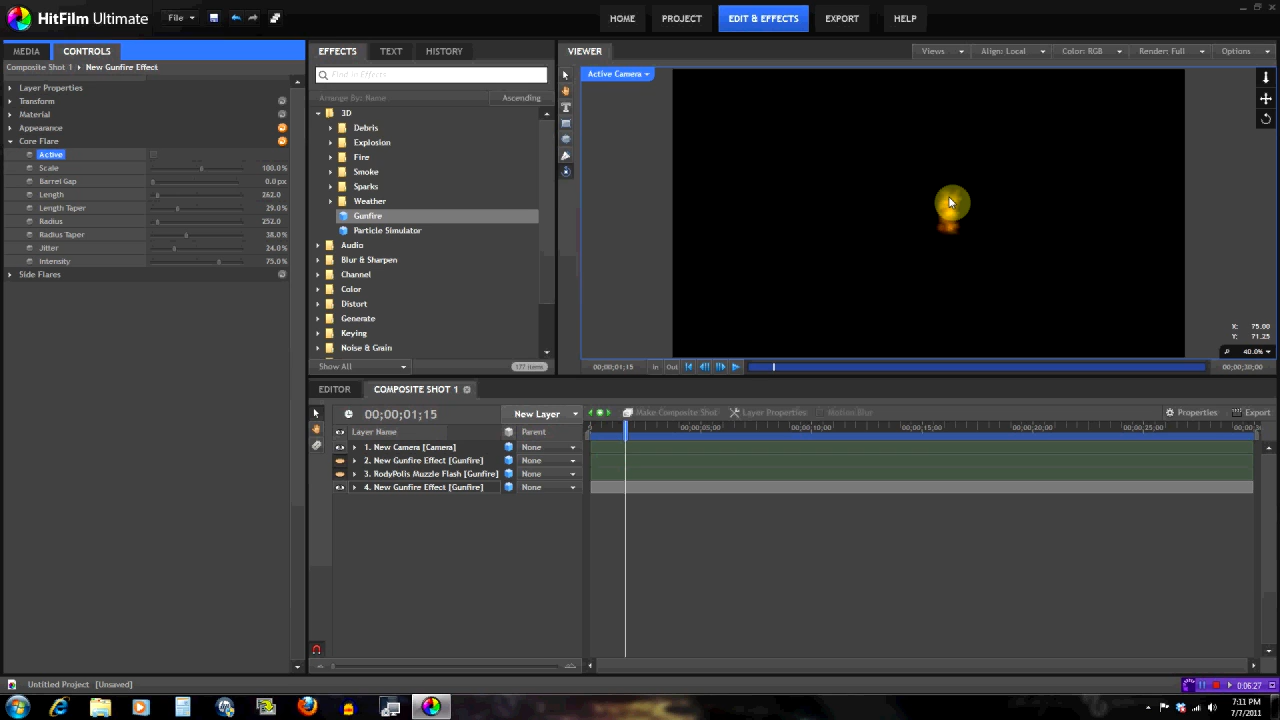 HitFilm Ultimate
File
HOME
PROJECT
EDIT & EFFECTS
EXPORT
HELP
MEDIA
CONTROLS
Composite Shot 1 ▸ New Gunfire Effect
Layer Properties
Transform
Material
Appearance
Core Flare
Active
Scale 100.0%
Barrel Gap 0.0 px
Length 262.0
Length Taper 29.0%
Radius 252.0
Radius Taper 38.0%
Jitter 24.0%
Intensity 75.0%
Side Flares
EFFECTS
TEXT
HISTORY
Find in Effects
Arrange By: Name
Ascending
3D
Debris
Explosion
Fire
Smoke
Sparks
Weather
Gunfire
Particle Simulator
Audio
Blur & Sharpen
Channel
Color
Distort
Generate
Keying
Noise & Grain
Show All
177 items
VIEWER
Views
Align: Local
Color: RGB
Render: Full
Options
Active Camera
X: 75.00
Y: 71.25
40.0%
00;00;01;15
In
Out
00;00;30;00
EDITOR
COMPOSITE SHOT 1
00;00;01;15
New Layer
Make Composite Shot
Layer Properties
Motion Blur
Properties
Export
Layer Name
Parent
00;00;05;00
00;00;10;00
00;00;15;00
00;00;20;00
00;00;25;00
1. New Camera [Camera] None
2. New Gunfire Effect [Gunfire] None
3. RodyPolis Muzzle Flash [Gunfire] None
4. New Gunfire Effect [Gunfire] None
Untitled Project [Unsaved]
0:06:27
7:11 PM
7/7/2011